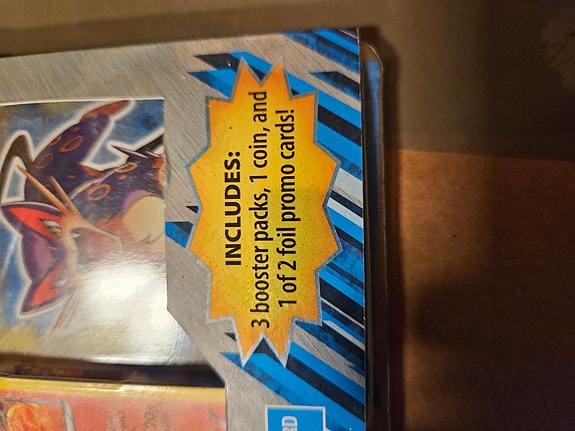 INCLUDES:
3 booster packs, 1 coin, and
1 of 2 foil promo cards!